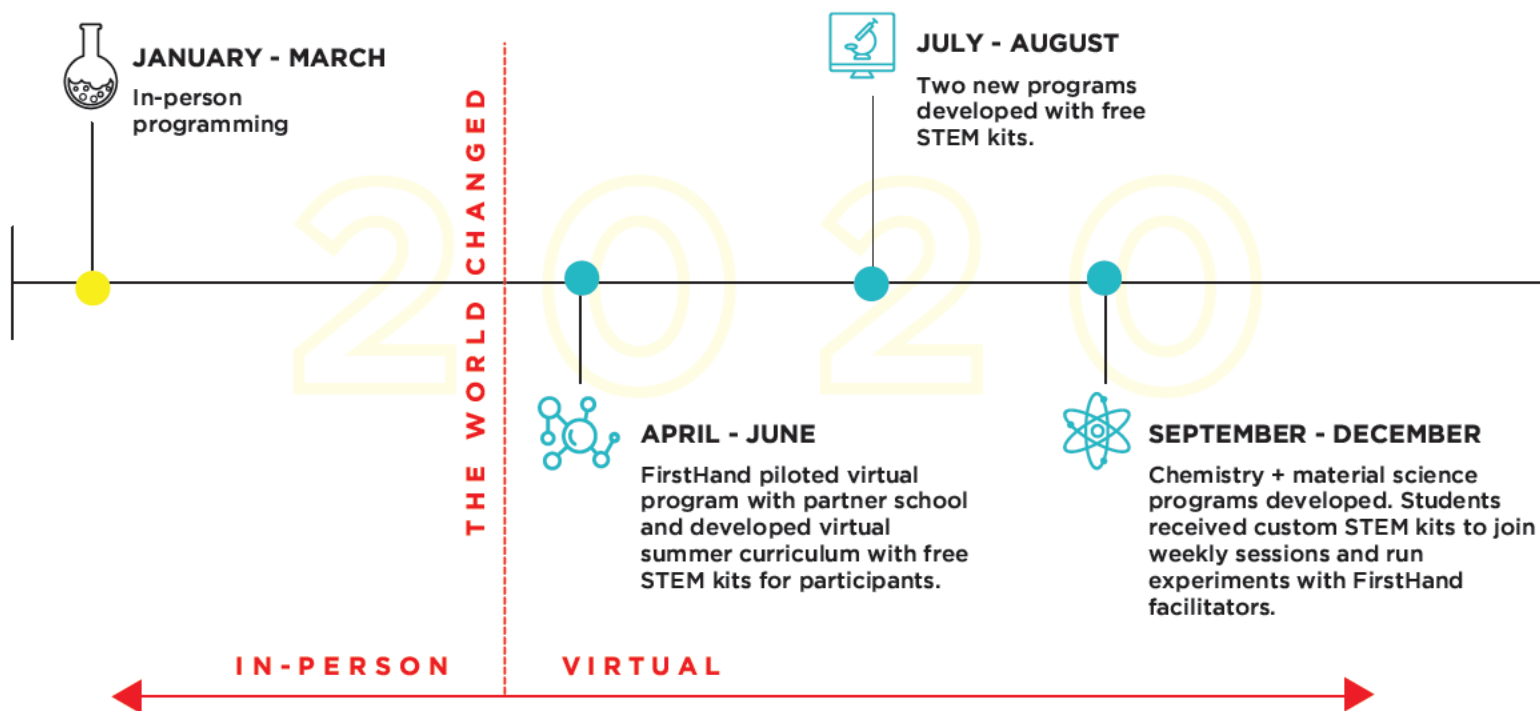 JANUARY - MARCH
In-person
programming
THE WORLD CHANGED
JULY - AUGUST
Two new programs
developed with free
STEM kits.
2020
APRIL - JUNE
FirstHand piloted virtual
program with partner school
and developed virtual
summer curriculum with free
STEM kits for participants.
SEPTEMBER - DECEMBER
Chemistry + material science
programs developed. Students
received custom STEM kits to join
weekly sessions and run
experiments with FirstHand
facilitators.
IN-PERSON
VIRTUAL